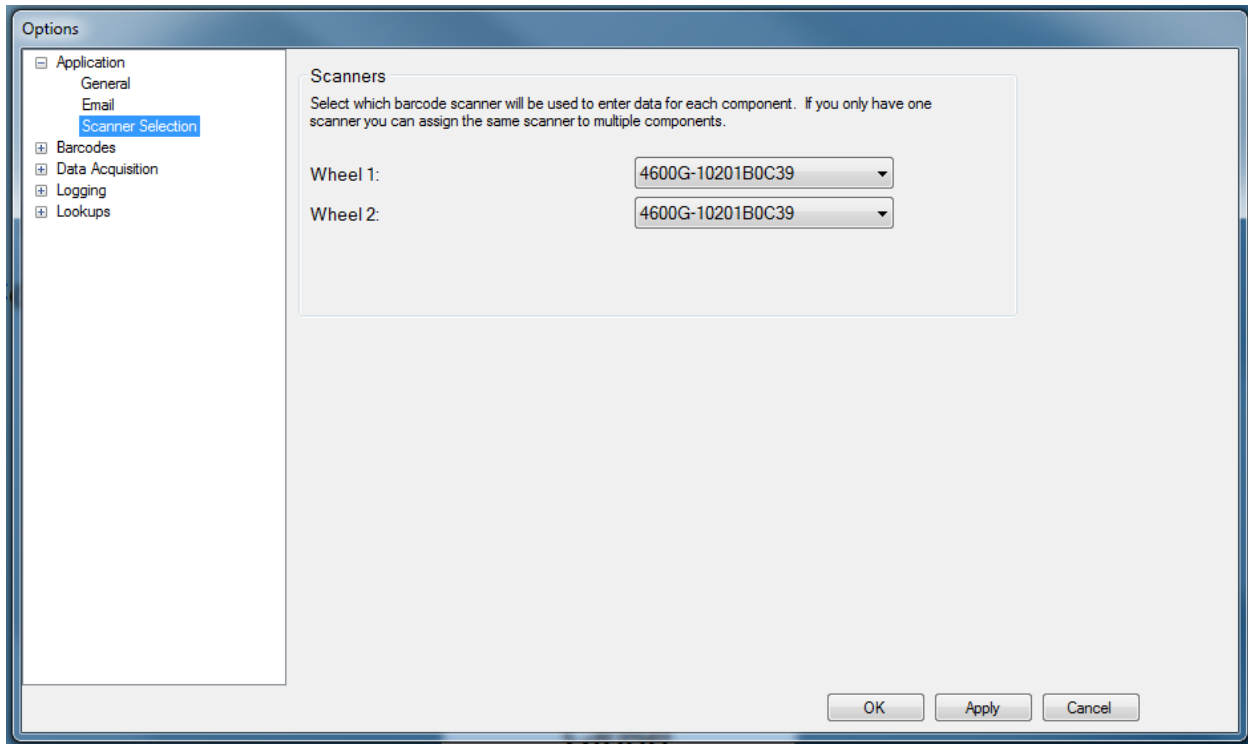 Options
Application
General
Email
Scanner Selection
Barcodes
Data Acquisition
Logging
Lookups
Scanners
Select which barcode scanner will be used to enter data for each component.  If you only have one
scanner you can assign the same scanner to multiple components.
Wheel 1:
4600G-10201B0C39
Wheel 2:
4600G-10201B0C39
OK
Apply
Cancel